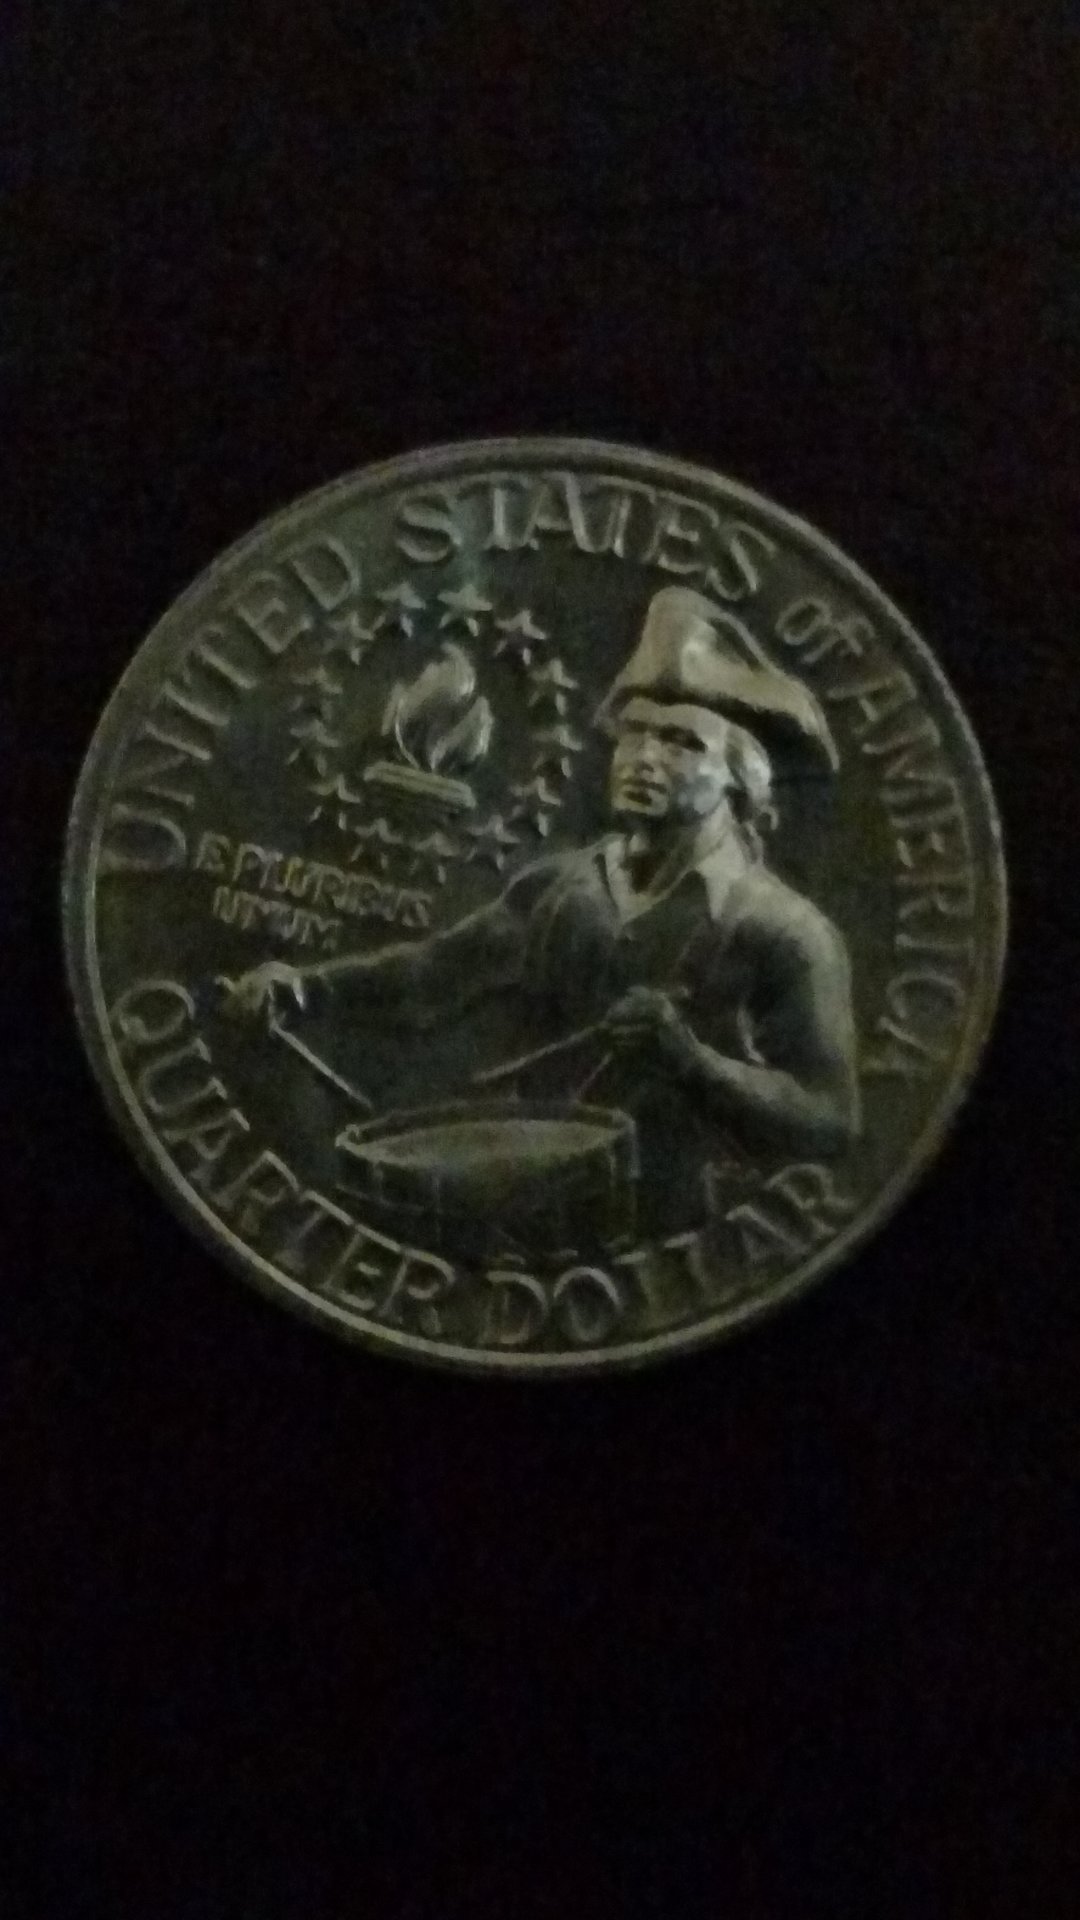 UNITED STATES OF AMERICA
E PLURIBUS
UNUM
QUARTER DOLLAR